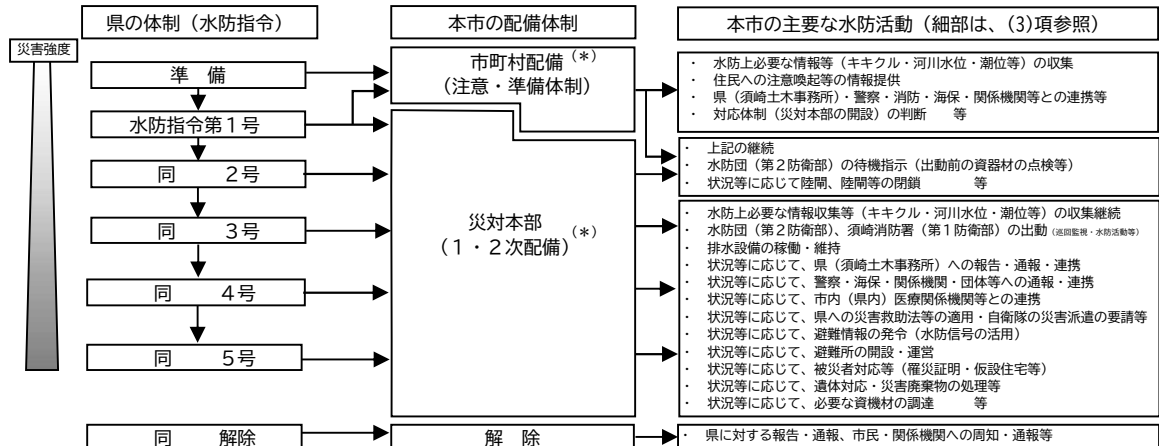 県の体制（水防指令）
本市の配備体制
本市の主要な水防活動（細部は、(3)項参照）
災害強度
準　備
水防指令第１号
同　　２号
同　　３号
同　　４号
同　　５号
同　　解除
市町村配備（*）
（注意・準備体制）
災対本部
（１・２次配備）（*）
解　除
・　水防上必要な情報等（キキクル・河川水位・潮位等）の収集
・　住民への注意喚起等の情報提供
・　県（須崎土木事務所）・警察・消防・海保・関係機関等との連携等
・　対応体制（災対本部の開設）の判断　等
・　上記の継続
・　水防団（第２防衛部）の待機指示（出動前の資器材の点検等）
・　状況等に応じて陸閘、陸閘等の閉鎖　　　等
・　水防上必要な情報収集等（キキクル・河川水位・潮位等）の収集継続
・　水防団（第２防衛部）、須崎消防署（第１防衛部）の出動（巡回監視・水防活動等）
・　排水設備の稼働・維持
・　状況等に応じて、県（須崎土木事務所）への報告・通報・連携
・　状況等に応じて、警察・海保・関係機関・団体等への通報・連携
・　状況等に応じて、市内（県内）医療関係機関等との連携
・　状況等に応じて、県への災害救助法等の適用・自衛隊の災害派遣の要請等
・　状況等に応じて、避難情報の発令（水防信号の活用）
・　状況等に応じて、避難所の開設・運営
・　状況等に応じて、被災者対応等（罹災証明・仮設住宅等）
・　状況等に応じて、遺体対応・災害廃棄物の処理等
・　状況等に応じて、必要な資機材の調達　　　等
・　県に対する報告・通報、市民・関係機関への周知・通報等